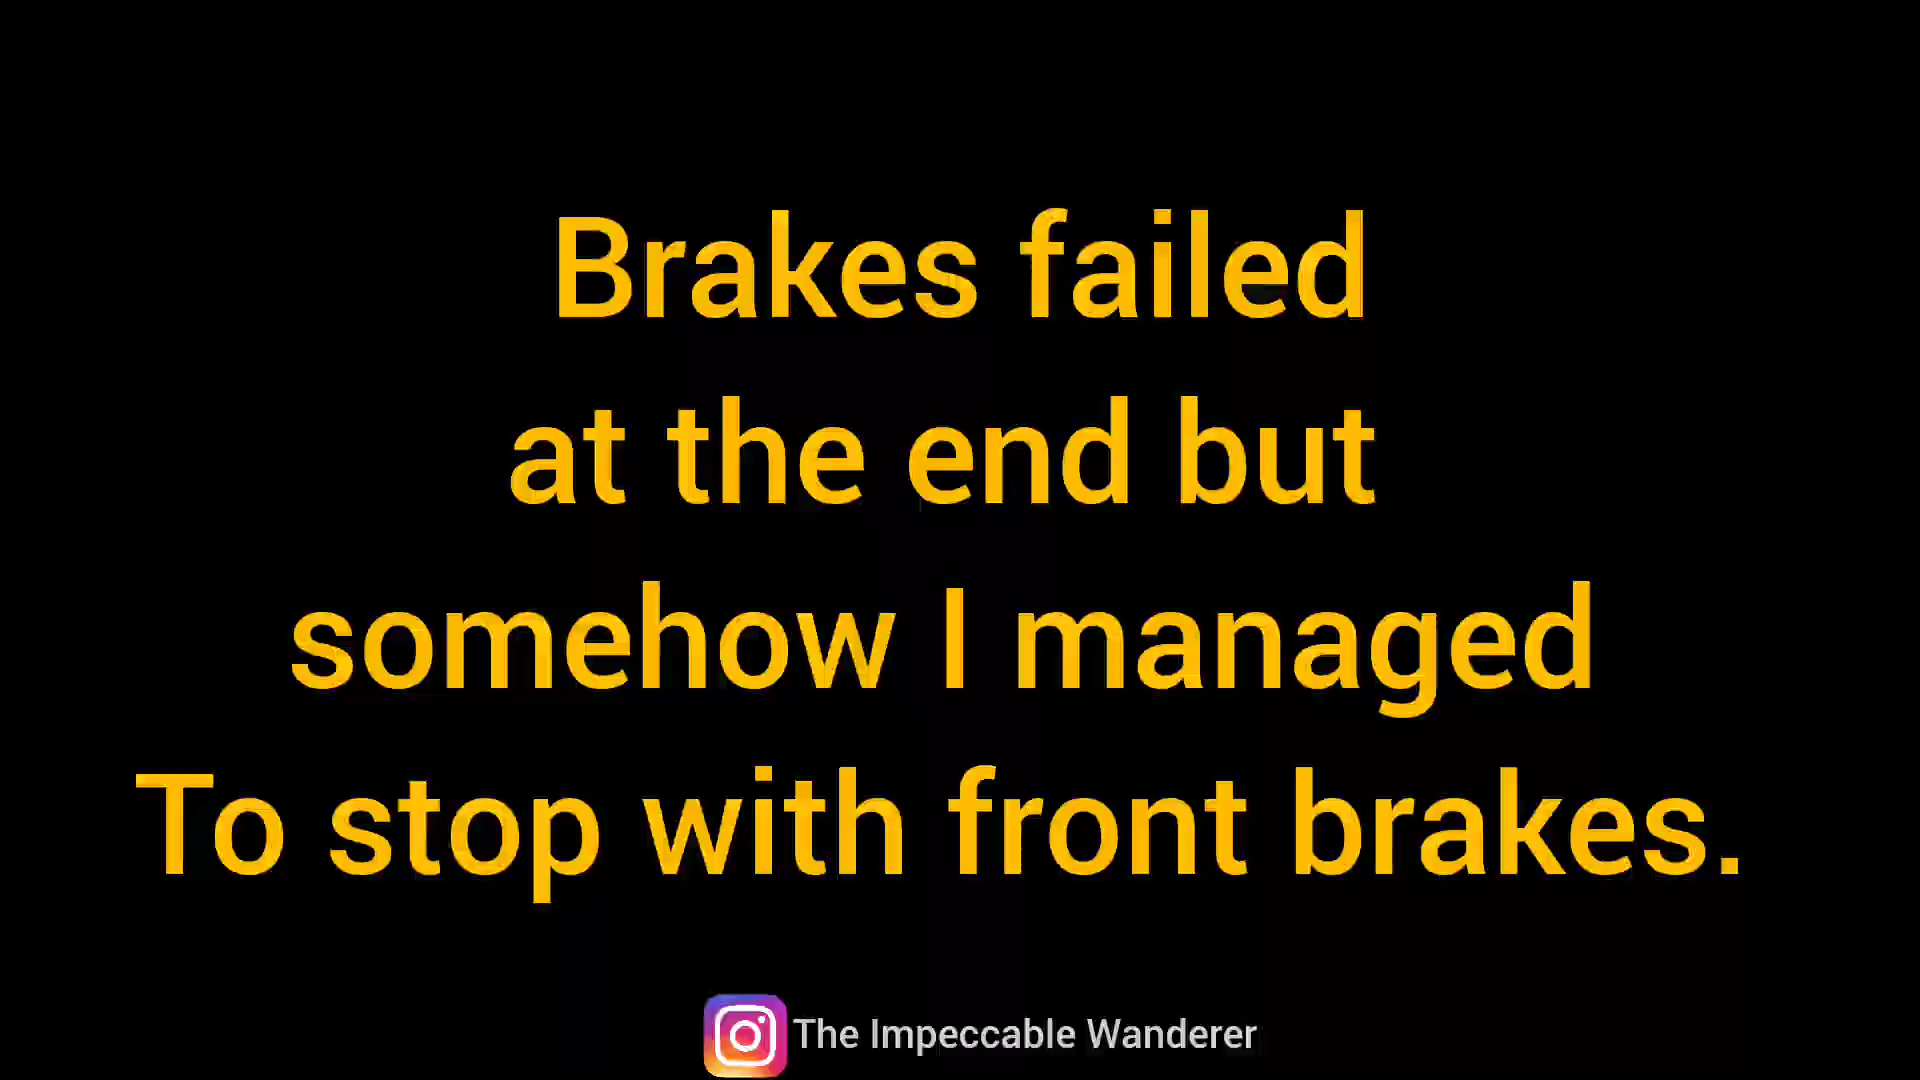 Brakes failed
at the end but
somehow I managed
To stop with front brakes.
The Impeccable Wanderer